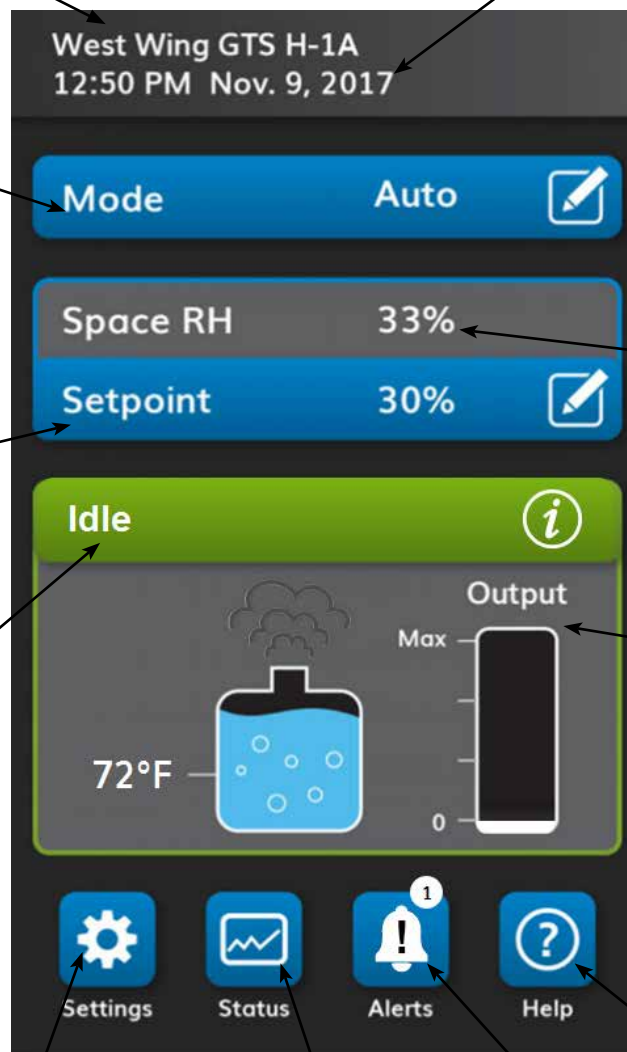 West Wing GTS H-1A
12:50 PM Nov. 9, 2017
Mode Auto
Space RH 33%
Setpoint 30%
Idle i
Output
Max
72°F
0
1
! ?
Settings Status Alerts Help